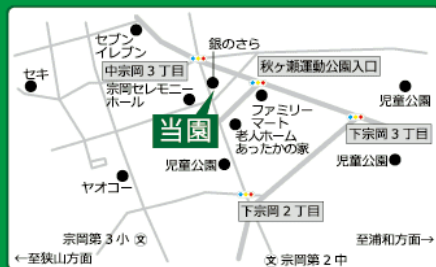 セブン
イレブン
銀のさら
中宗岡3丁目
秋ヶ瀬運動公園入口
セキ
宗岡セレモニー
ホール
児童公園
ファミリー
マート
当園
老人ホーム
あったかの家
下宗岡3丁目
児童公園
児童公園
ヤオコー
下宗岡2丁目
宗岡第3小 文
至浦和方面→
←至狭山方面
文 宗岡第2中